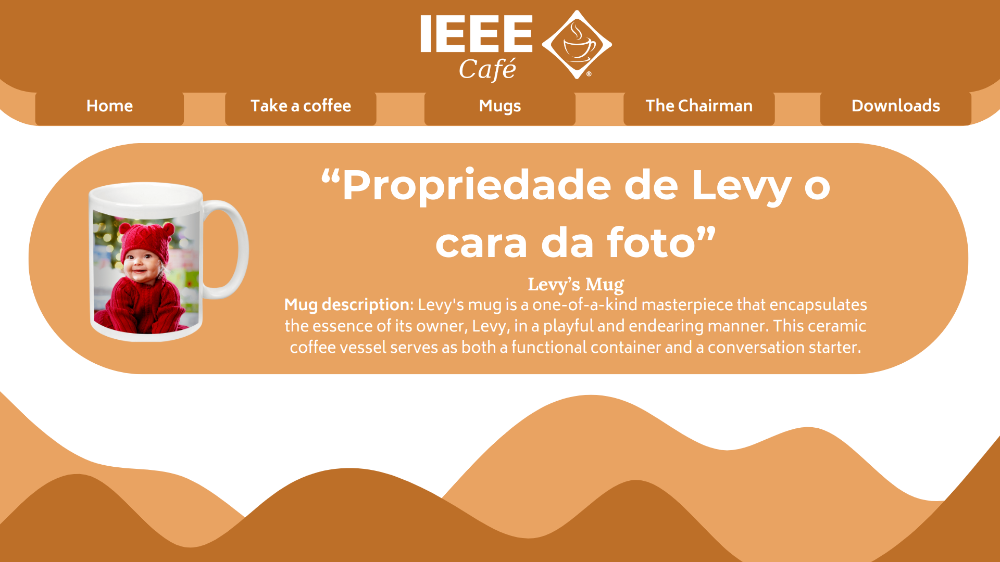 IEEE
Café
®
Home
Take a coffee
Mugs
The Chairman
Downloads
“Propriedade de Levy o
cara da foto”
Levy’s Mug
Mug description: Levy's mug is a one-of-a-kind masterpiece that encapsulates
the essence of its owner, Levy, in a playful and endearing manner. This ceramic
coffee vessel serves as both a functional container and a conversation starter.